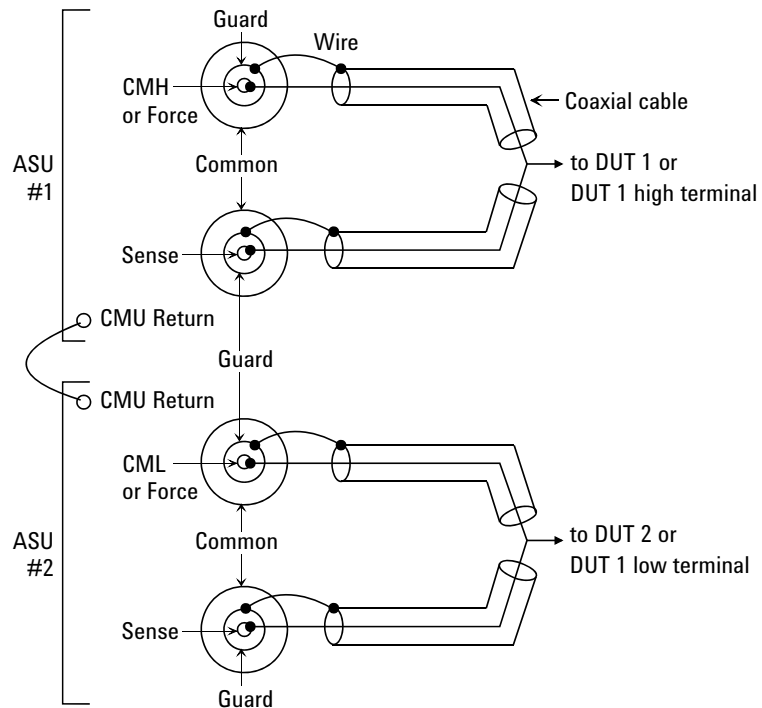 Guard
Wire
CMH
or Force
Coaxial cable
ASU
#1
Common
to DUT 1 or
DUT 1 high terminal
Sense
CMU Return
Guard
CMU Return
CML
or Force
ASU
#2
Common
to DUT 2 or
DUT 1 low terminal
Sense
Guard